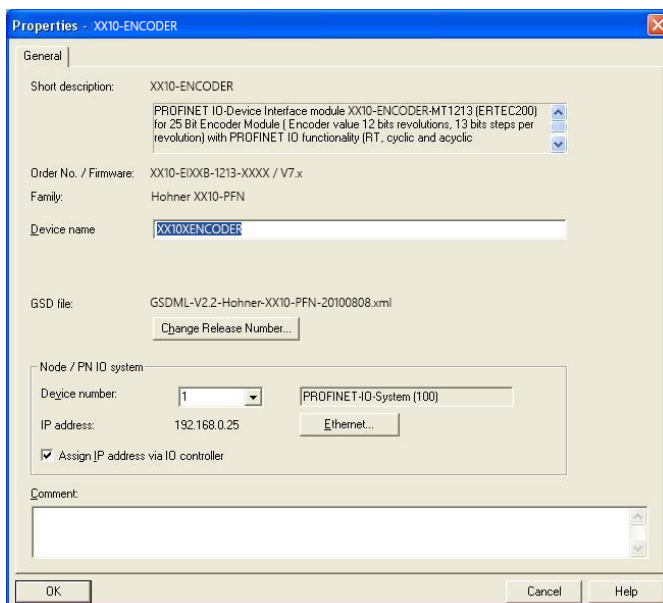 Properties - XX10-ENCODER
General
Short description: XX10-ENCODER
PROFINET IO-Device Interface module XX10-ENCODER-MT1213 (ERTEC200)
for 25 Bit Encoder Module ( Encoder value 12 bits revolutions, 13 bits steps per
revolution) with PROFINET IO functionality (RT, cyclic and acyclic
Order No. / Firmware: XX10-EIXXB-1213-XXXX / V7.x
Family: Hohner XX10-PFN
Device name XX10XENCODER
GSD file: GSDML-V2.2-Hohner-XX10-PFN-20100808.xml
Change Release Number...
Node / PN IO system
Device number: 1 PROFINET-IO-System (100)
IP address: 192.168.0.25 Ethernet...
Assign IP address via IO controller
Comment:
OK Cancel Help